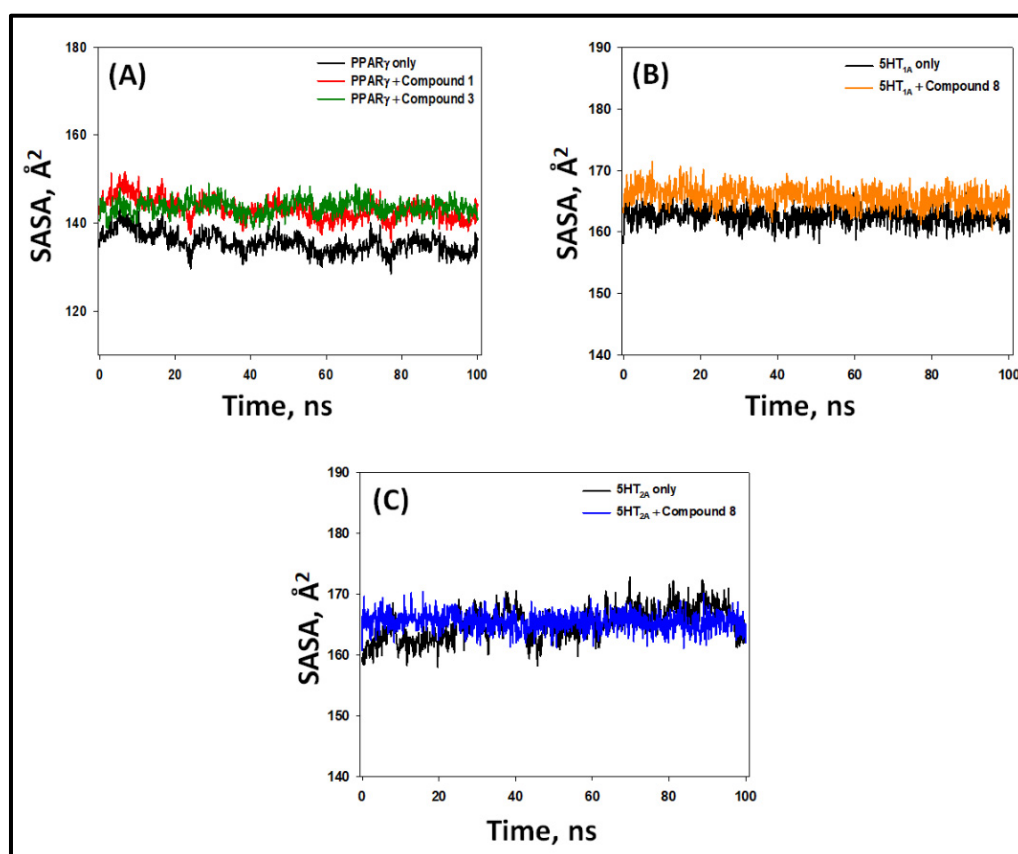 (A)
PPARγ only
PPARγ + Compound 1
PPARγ + Compound 3
180
160
140
120
SASA, Å²
0 20 40 60 80 100
Time, ns
(B)
5HT₁ₐ only
5HT₁ₐ + Compound 8
190
180
170
160
150
140
SASA, Å²
0 20 40 60 80 100
Time, ns
(C)
5HT₂ₐ only
5HT₂ₐ + Compound 8
190
180
170
160
150
140
SASA, Å²
0 20 40 60 80 100
Time, ns